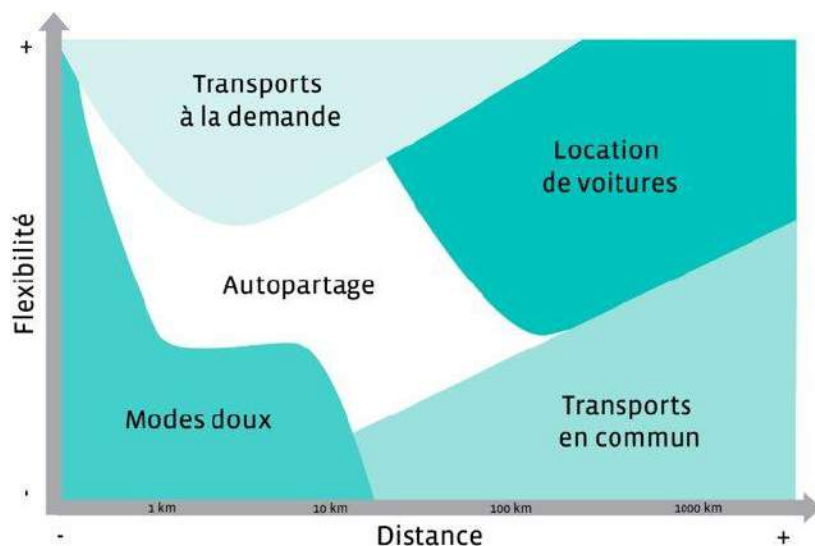 +
Transports
à la demande
Location
de voitures
Flexibilité
Autopartage
Modes doux
Transports
en commun
-
1 km
10 km
100 km
1000 km
-
Distance
+